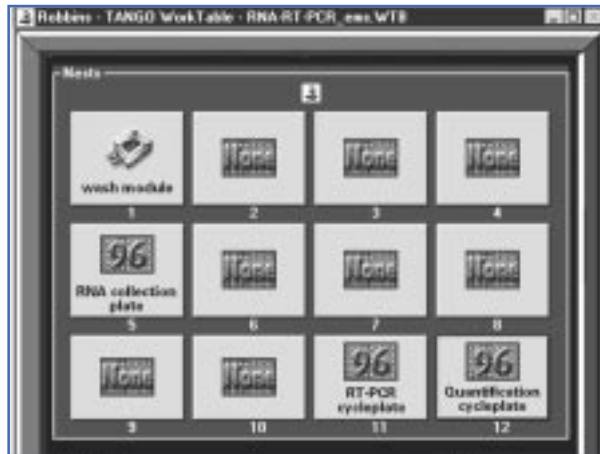 Robbins - TANGO WorkTable - RNA-RT-PCR_ems.WTB
Nests
None None None
wash module
1 2 3 4
96 None None None
RNA collection
plate
5 6 7 8
None None 96 96
RT-PCR Quantification
cycleplate cycleplate
9 10 11 12